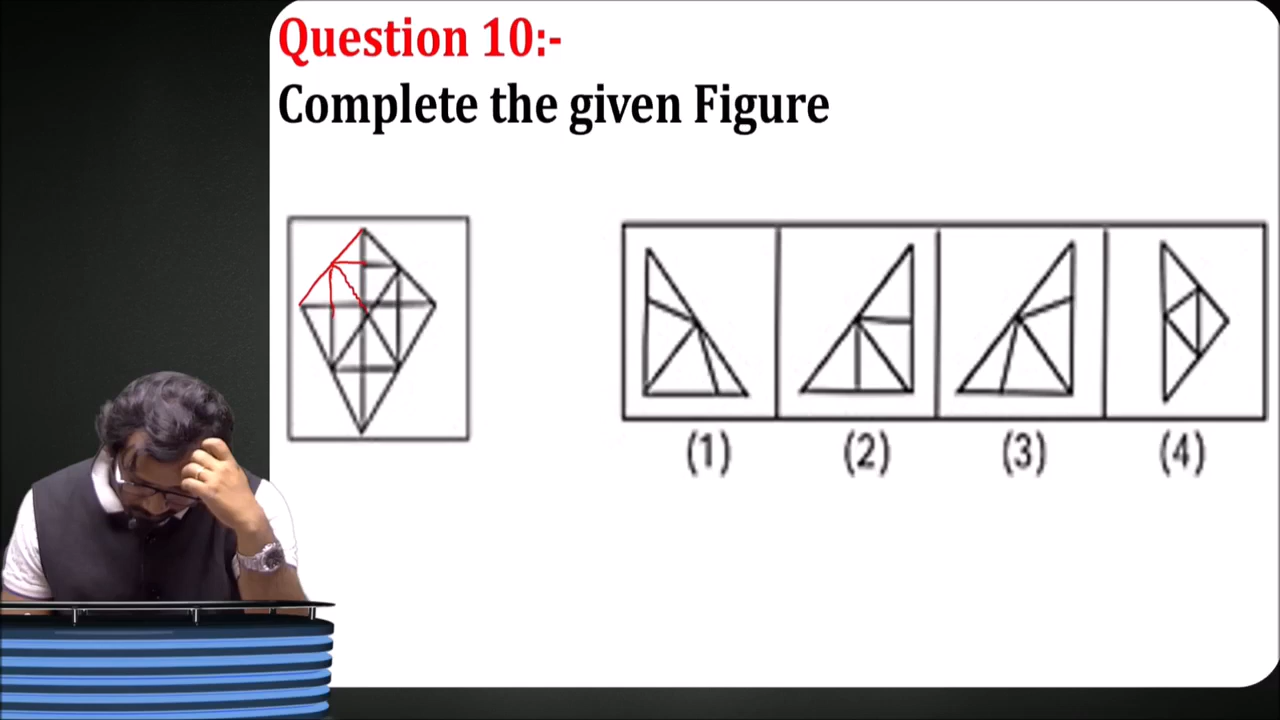 Question 10:-
Complete the given Figure
(1) (2) (3) (4)